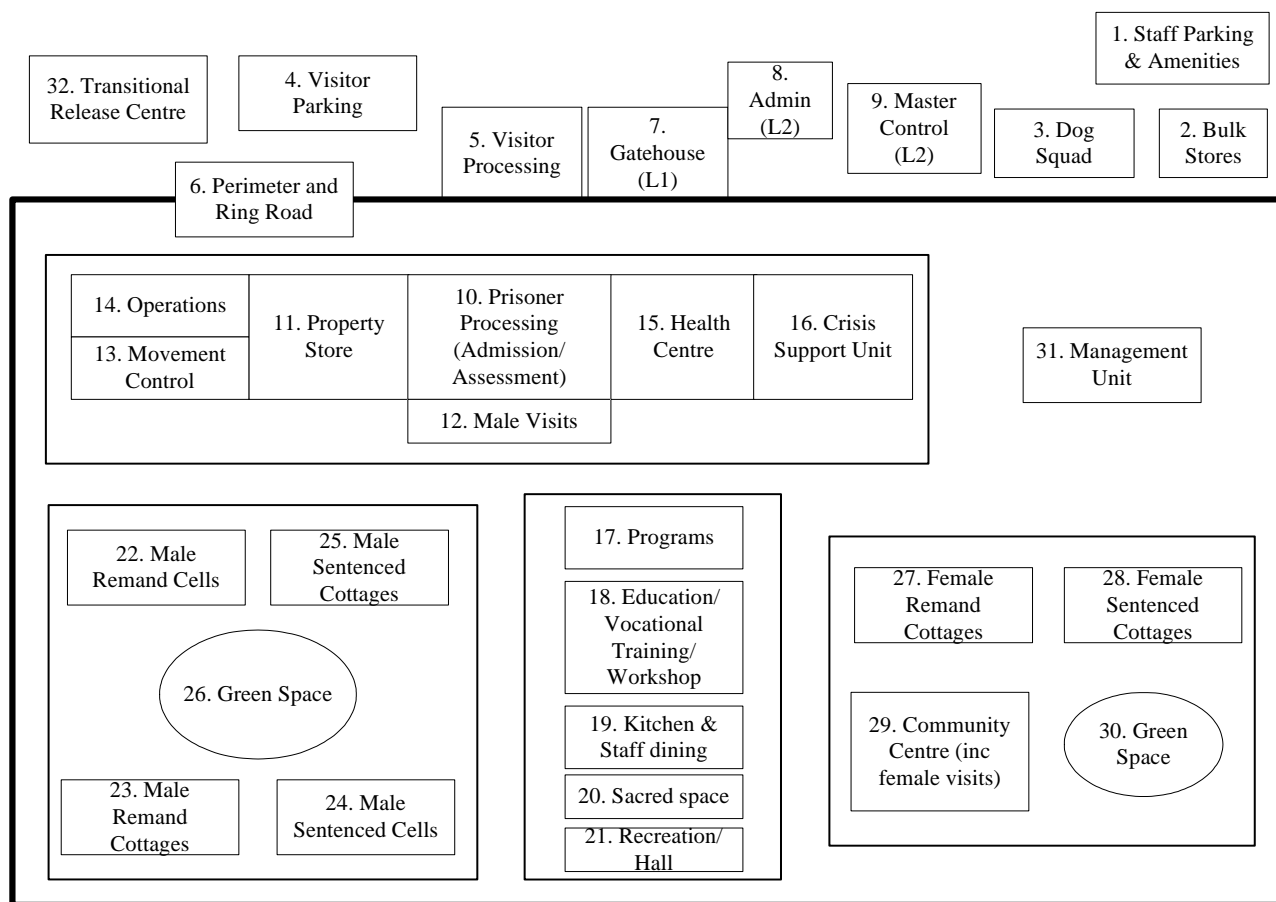 1. Staff Parking
& Amenities
32. Transitional
Release Centre
4. Visitor
Parking
8.
Admin
(L2)
9. Master
Control
(L2)
5. Visitor
Processing
7.
Gatehouse
(L1)
3. Dog
Squad
2. Bulk
Stores
6. Perimeter and
Ring Road
14. Operations
13. Movement
Control
11. Property
Store
10. Prisoner
Processing
(Admission/
Assessment)
15. Health
Centre
16. Crisis
Support Unit
12. Male Visits
31. Management
Unit
22. Male
Remand Cells
25. Male
Sentenced
Cottages
26. Green Space
23. Male
Remand
Cottages
24. Male
Sentenced Cells
17. Programs
18. Education/
Vocational
Training/
Workshop
19. Kitchen &
Staff dining
20. Sacred space
21. Recreation/
Hall
27. Female
Remand
Cottages
28. Female
Sentenced
Cottages
29. Community
Centre (inc
female visits)
30. Green
Space